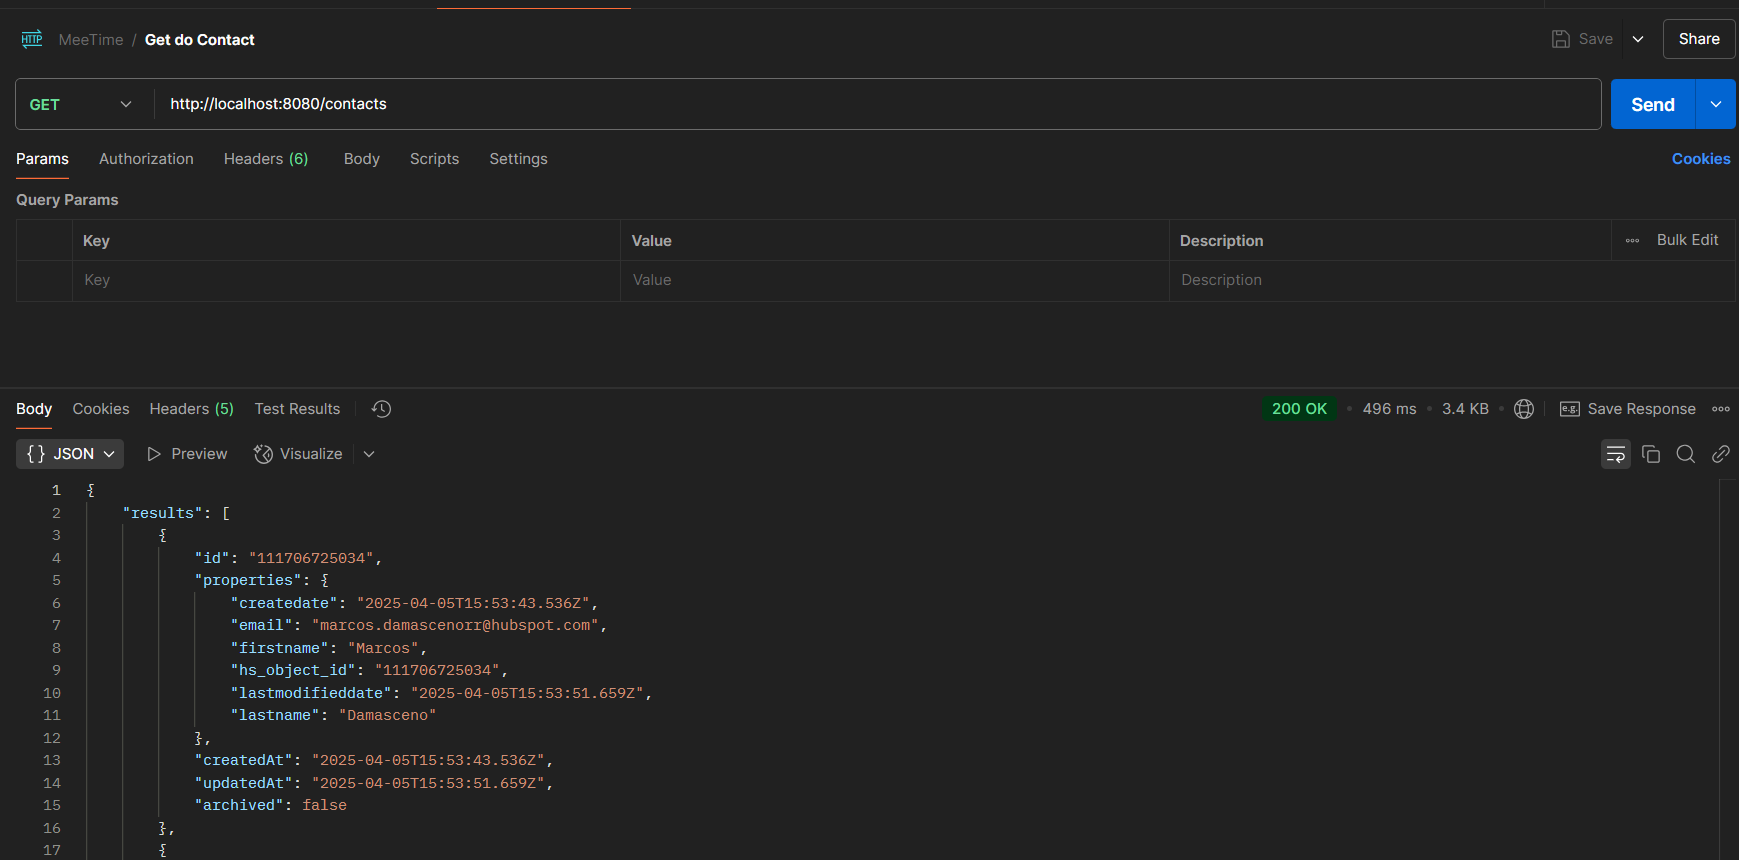 HTTP MeeTime / Get do Contact Save Share
GET http://localhost:8080/contacts Send
Params Authorization Headers (6) Body Scripts Settings Cookies
Query Params
Key Value Description Bulk Edit
Key Value Description
Body Cookies Headers (5) Test Results 200 OK • 496 ms • 3.4 KB • e.g. Save Response
{} JSON Preview Visualize
1 {
2 "results": [
3 {
4 "id": "111706725034",
5 "properties": {
6 "createdate": "2025-04-05T15:53:43.536Z",
7 "email": "marcos.damascenorr@hubspot.com",
8 "firstname": "Marcos",
9 "hs_object_id": "111706725034",
10 "lastmodifieddate": "2025-04-05T15:53:51.659Z",
11 "lastname": "Damasceno"
12 },
13 "createdAt": "2025-04-05T15:53:43.536Z",
14 "updatedAt": "2025-04-05T15:53:51.659Z",
15 "archived": false
16 },
17 {